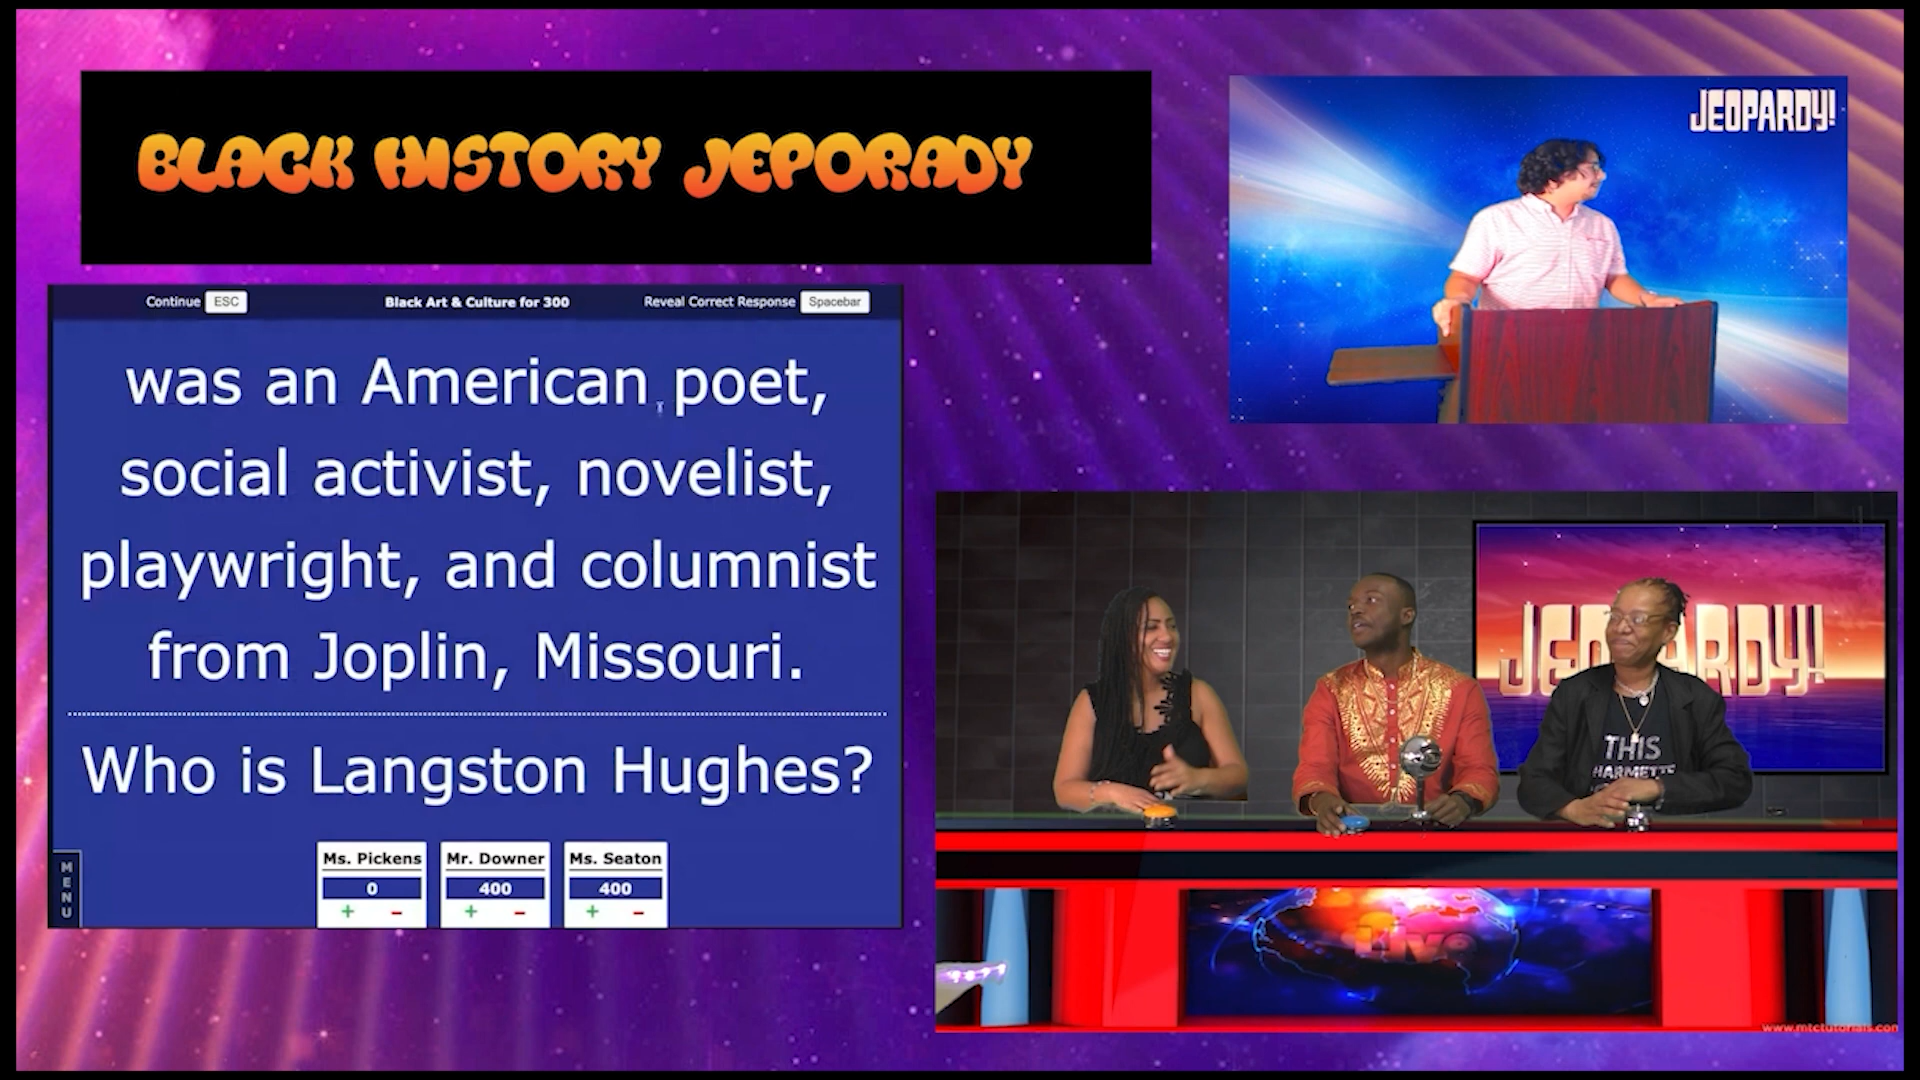 BLACK HISTORY JEPORADY
JEOPARDY!
Continue ESC Black Art & Culture for 300 Reveal Correct Response Spacebar
was an American poet,
social activist, novelist,
playwright, and columnist
from Joplin, Missouri.
Who is Langston Hughes?
MENU
Ms. Pickens Mr. Downer Ms. Seaton
0 400 400
+ - + - + -
JEOPARDY!
THIS
Live
www.mtctutorials.com